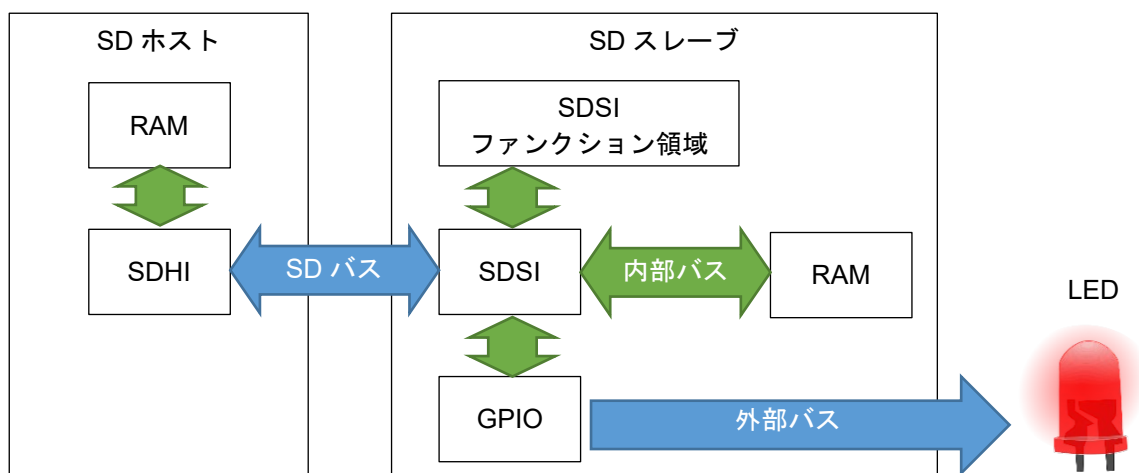 SD ホスト
RAM
SDHI
SD バス
SD スレーブ
SDSI
ファンクション領域
SDSI
内部バス
RAM
GPIO
外部バス
LED